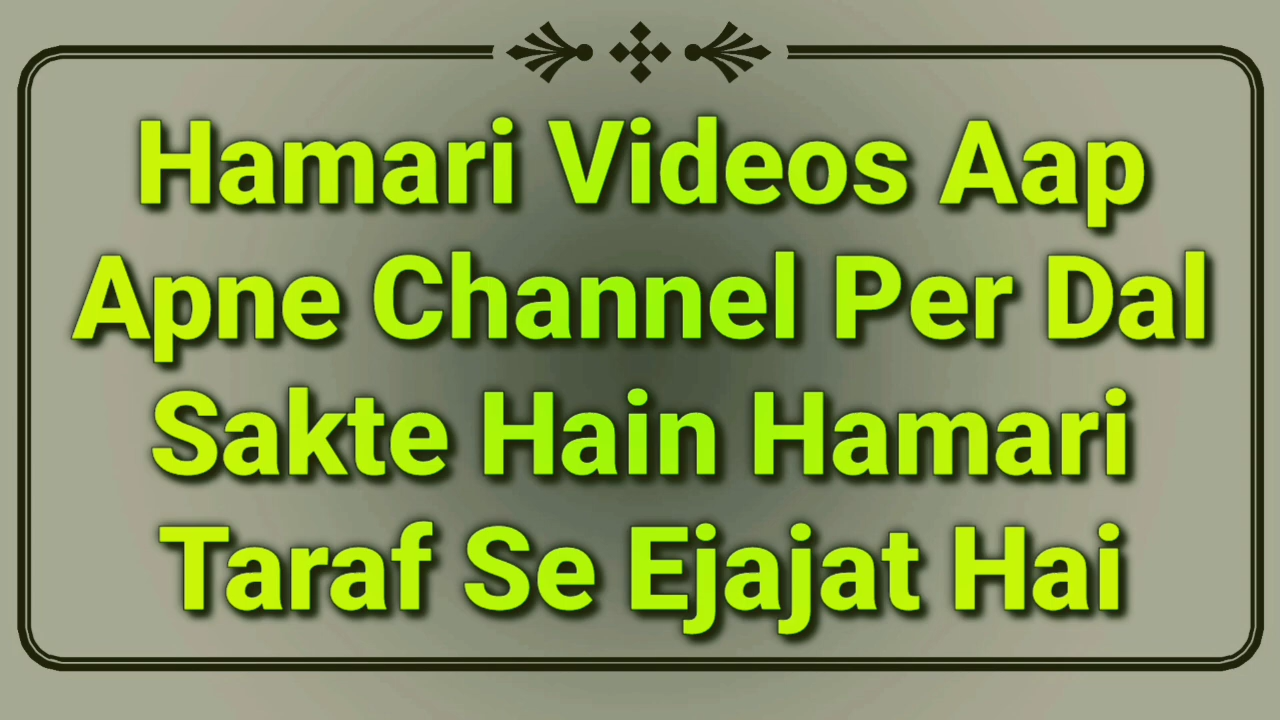 Hamari Videos Aap
Apne Channel Per Dal
Sakte Hain Hamari
Taraf Se Ejajat Hai